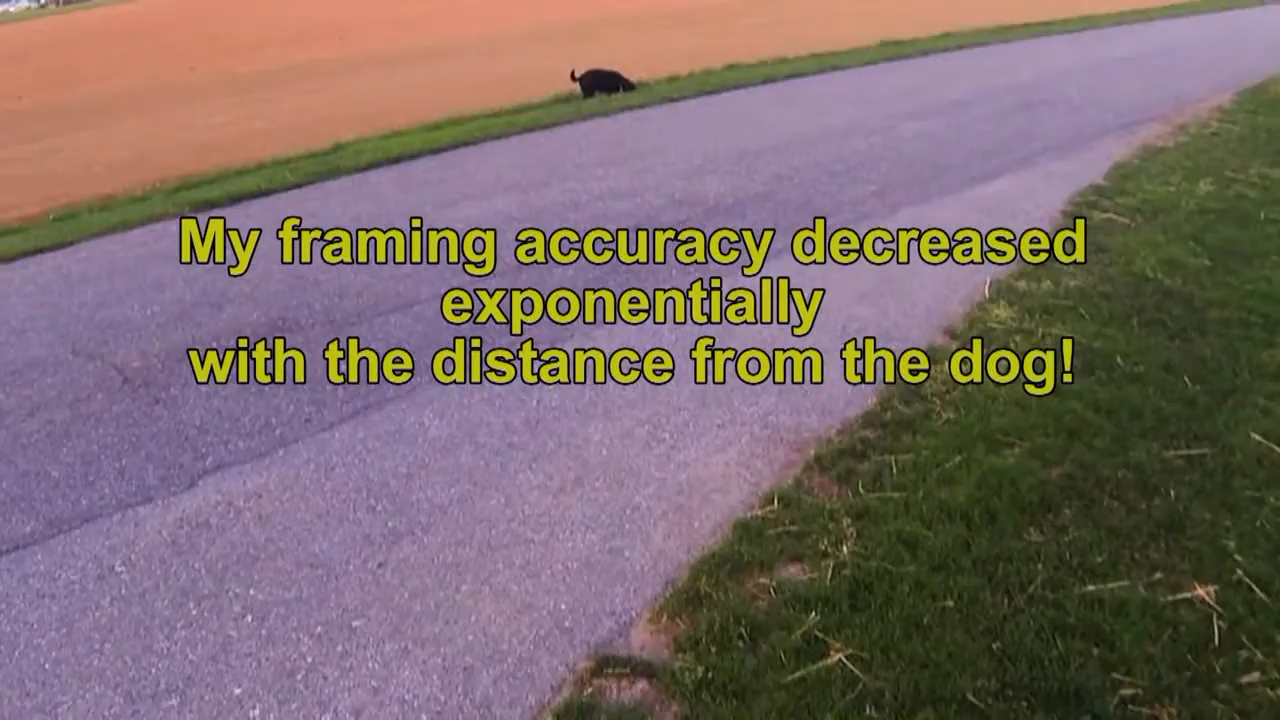 My framing accuracy decreased
exponentially
with the distance from the dog!